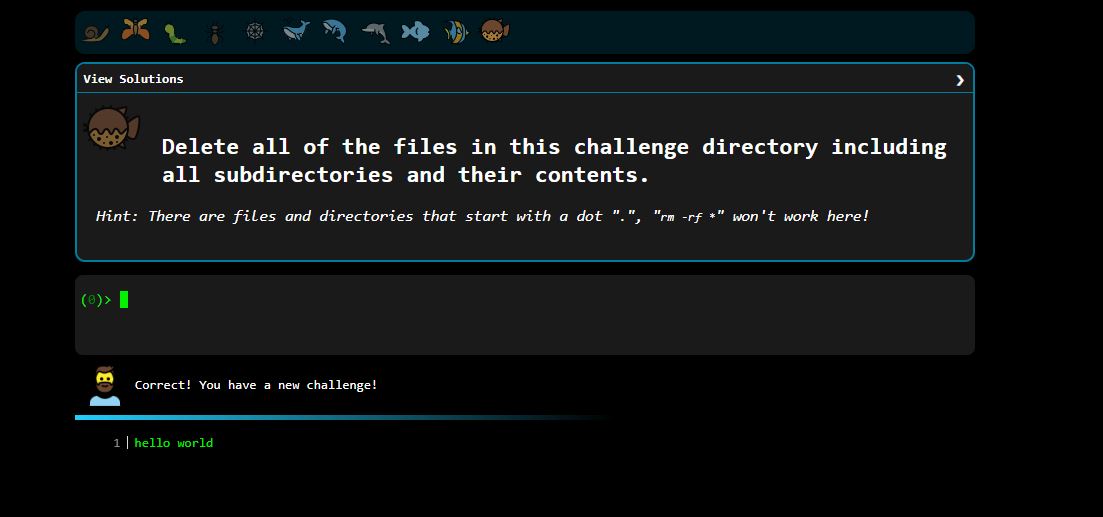 View Solutions ❯
Delete all of the files in this challenge directory including
all subdirectories and their contents.
Hint: There are files and directories that start with a dot ".", "rm -rf *" won't work here!
(0)>
Correct! You have a new challenge!
1 hello world